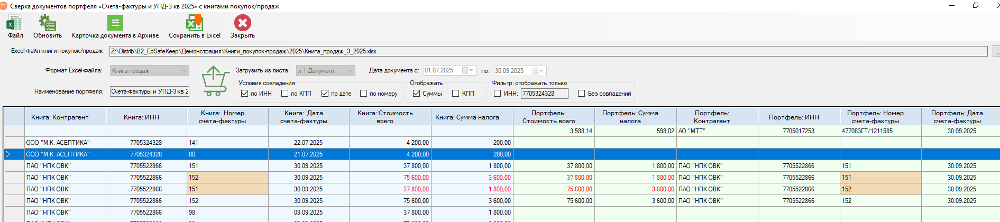 Сверка документов портфеля «Счета-фактуры и УПД-3 кв 2025» с книгами покупок/продаж
Файл Обновить Карточка документа в Архиве Сохранить в Excel Закрыть
Excel-Файл книги покупок/продаж Z:\Distrib\B2_EdSafeKeep\Демонстрация\Книги_покупок-продаж\2025\Книга_продаж_3_2025.xlsx ...
Формат Excel-Файла: Книга продаж Загрузить из листа: л.1 Документ Дата документа с: 01.07.2025 по: 30.09.2025
Условия совпадения: Отображать Фильтр: отображать только
Наименование портфеля: Счета-фактуры и УПД-3 кв 2 по ИНН по КПП по дате по номеру Суммы КПП ИНН: 7705324328 Без совпадений
Книга: Контрагент Книга: ИНН Книга: Номер счета-фактуры Книга: Дата счета-фактуры Книга: Стоимость всего Книга: Сумма налога Портфель: Стоимость всего Портфель: Сумма налога Портфель: Контрагент Портфель: ИНН Портфель: Номер счета-фактуры Портфель: Дата счета-фактуры
3 588,14 598,02 АО "МТТ" 7705017253 477083ГТ/1211585 30.09.2025
ООО "М.К. АСЕПТИКА" 7705324328 141 22.07.2025 4 200,00 200,00
ООО "М.К. АСЕПТИКА" 7705324328 80 21.07.2025 4 200,00 200,00
ПАО "НПК ОВК" 7705522866 151 30.09.2025 37 800,00 1 800,00 37 800,00 1 800,00 ПАО "НПК ОВК" 7705522866 151 30.09.2025
ПАО "НПК ОВК" 7705522866 152 30.09.2025 75 600,00 3 600,00 37 800,00 1 800,00 ПАО "НПК ОВК" 7705522866 151 30.09.2025
ПАО "НПК ОВК" 7705522866 151 30.09.2025 37 800,00 1 800,00 75 600,00 3 600,00 ПАО "НПК ОВК" 7705522866 152 30.09.2025
ПАО "НПК ОВК" 7705522866 152 30.09.2025 75 600,00 3 600,00 75 600,00 3 600,00 ПАО "НПК ОВК" 7705522866 152 30.09.2025
ПАО "НПК ОВК" 7705522866 98 09.09.2025 37 800,00 1 800,00